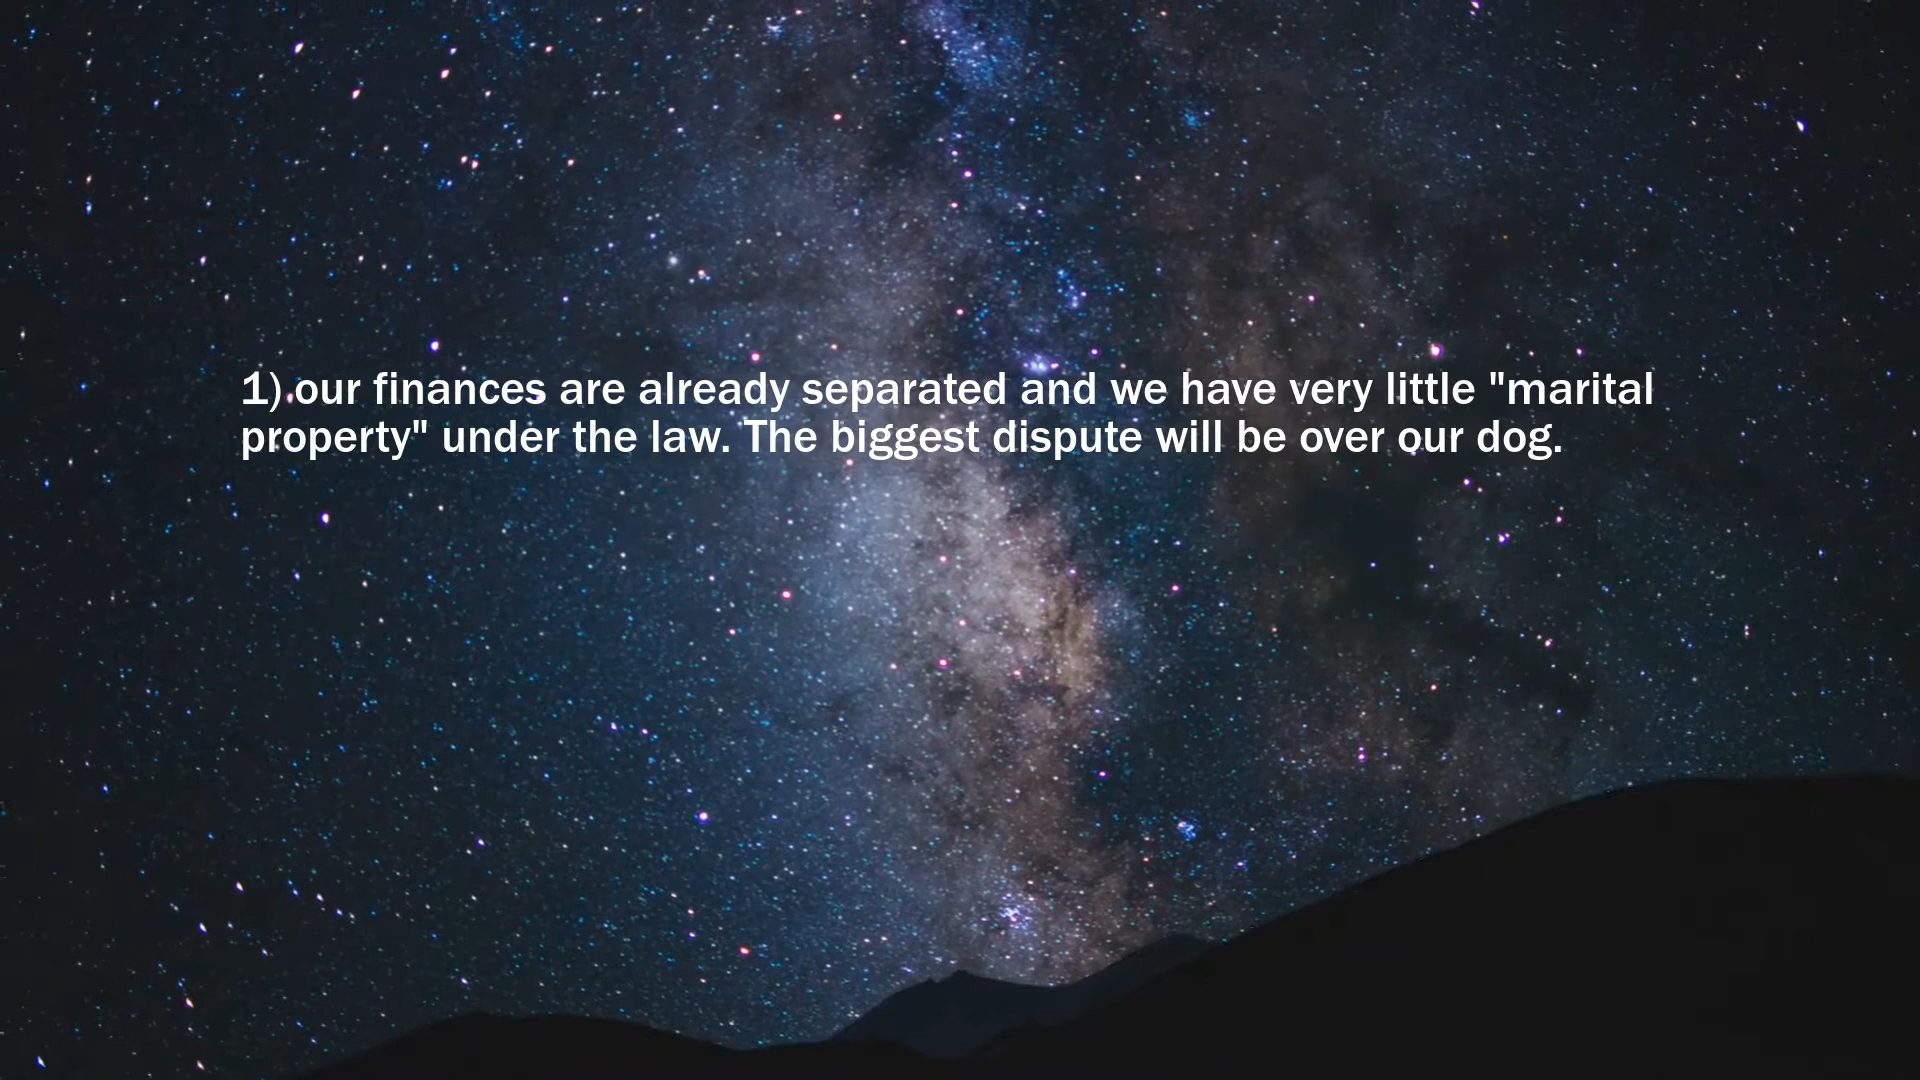 1) our finances are already separated and we have very little "marital
property" under the law. The biggest dispute will be over our dog.